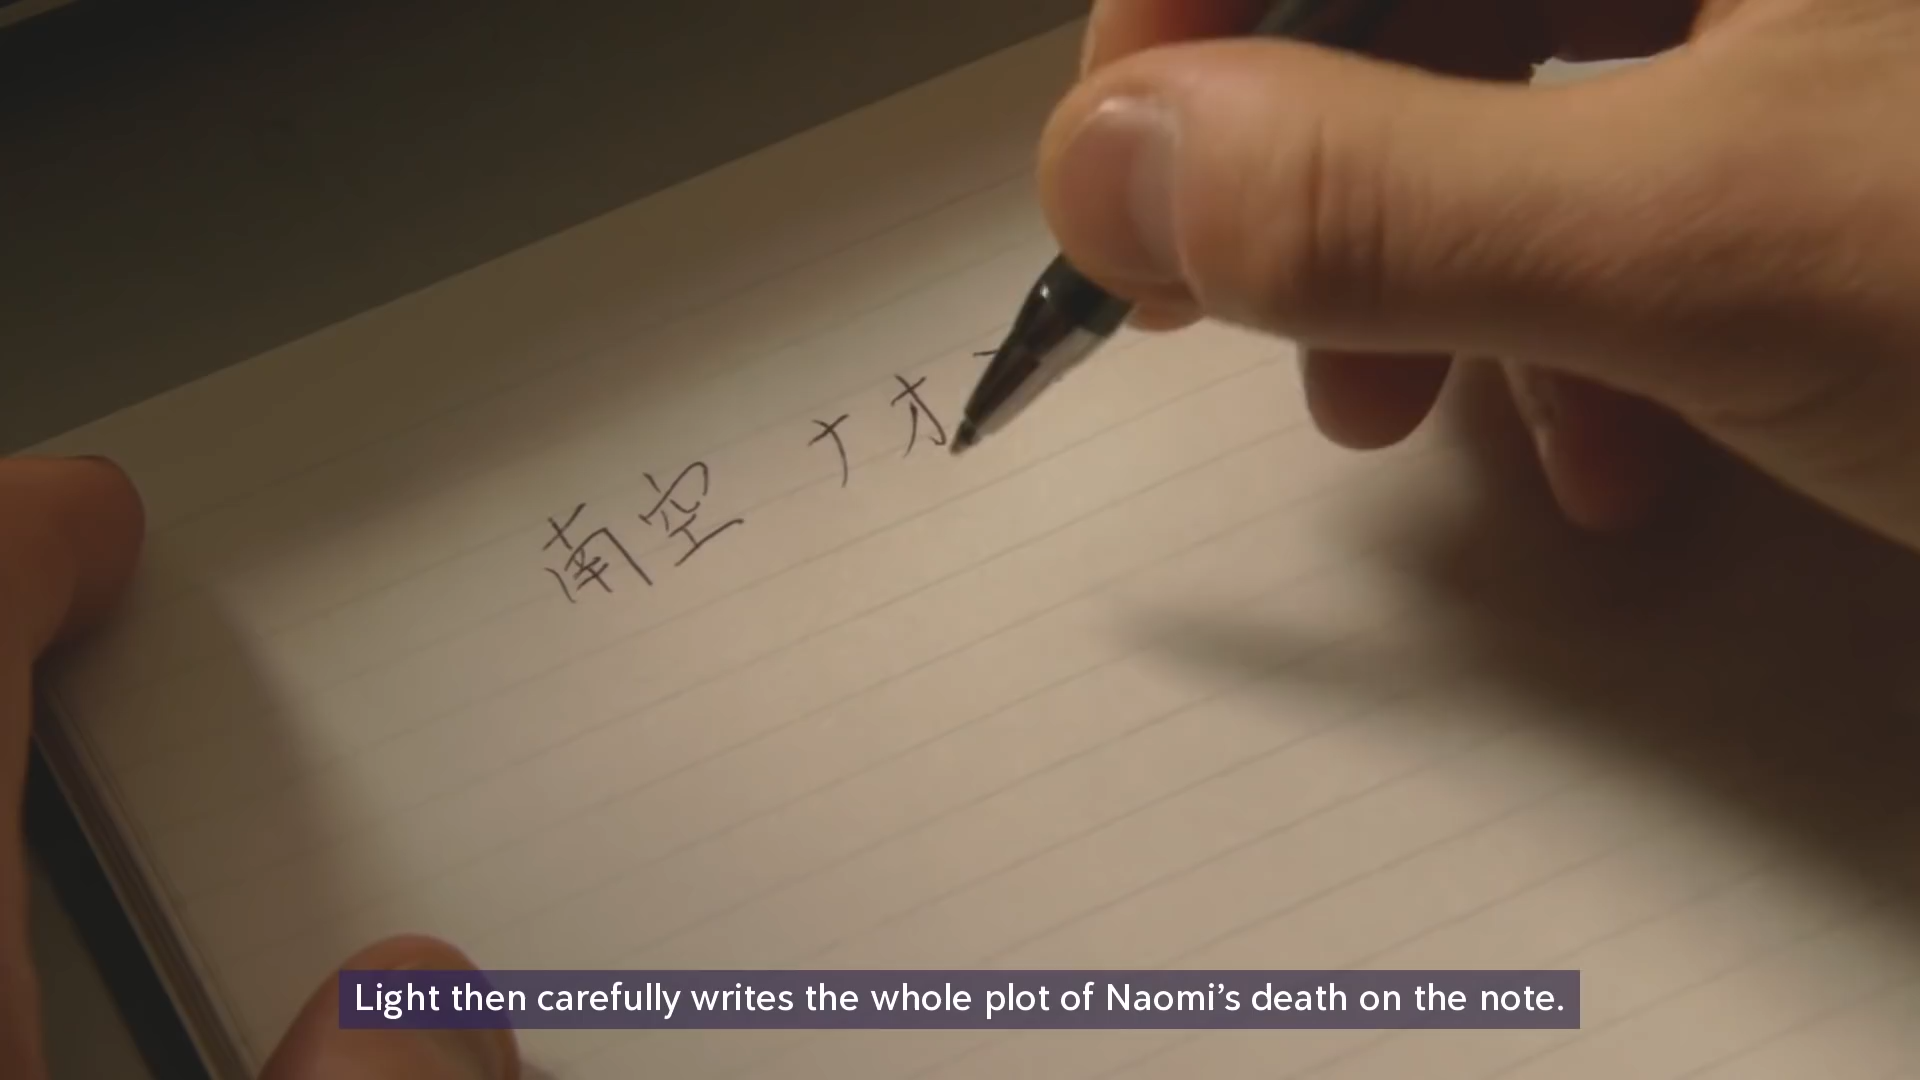 南空 ナオ
Light then carefully writes the whole plot of Naomi’s death on the note.